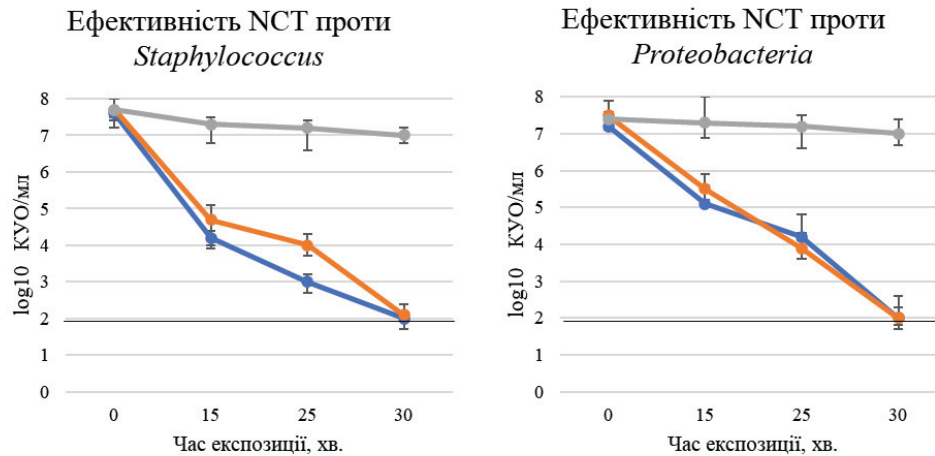 Ефективність NCT проти
Staphylococcus
log10 КУО/мл
8
7
6
5
4
3
2
1
0
0 15 25 30
Час експозиції, хв.
Ефективність NCT проти
Proteobacteria
log10 КУО/мл
8
7
6
5
4
3
2
1
0
0 15 25 30
Час експозиції, хв.